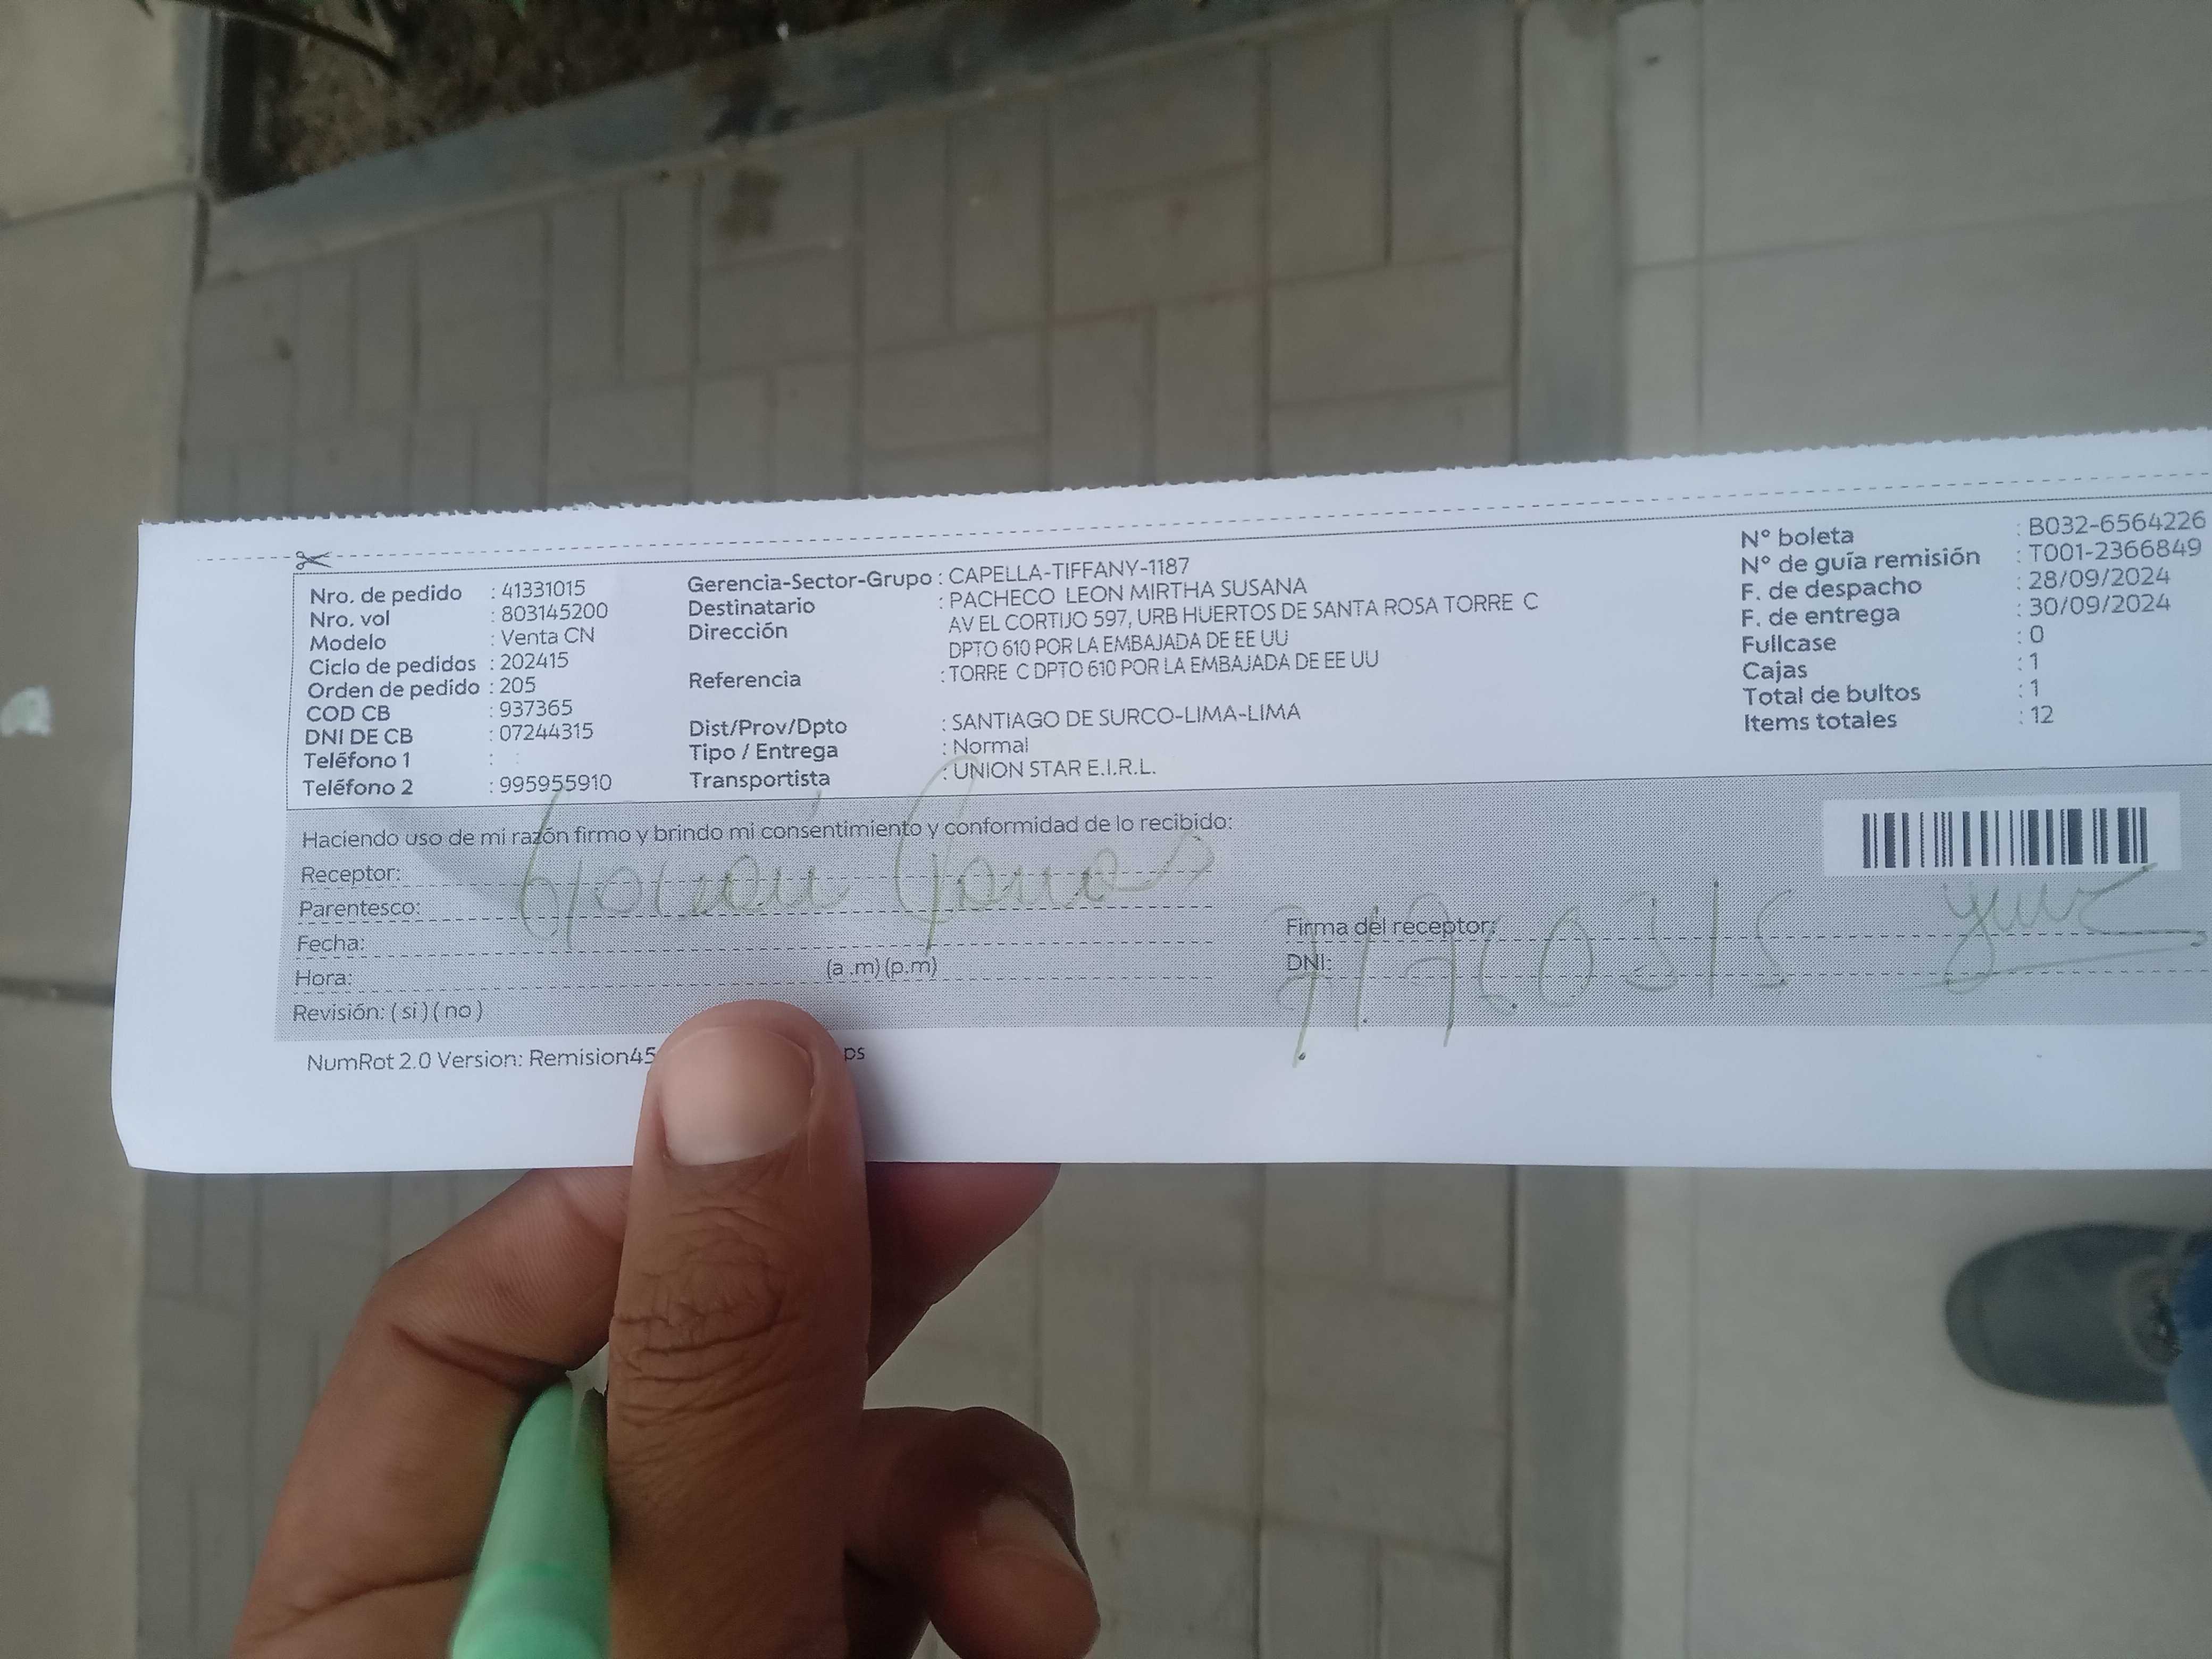 Nro. de pedido : 41331015
Nro. vol : 803145200
Modelo : Venta CN
Ciclo de pedidos : 202415
Orden de pedido : 205
COD CB : 937365
DNI DE CB : 07244315
Teléfono 1 :
Teléfono 2 : 995955910
Gerencia-Sector-Grupo : CAPELLA-TIFFANY-1187
Destinatario : PACHECO LEON MIRTHA SUSANA
Dirección AV EL CORTIJO 597, URB HUERTOS DE SANTA ROSA TORRE C
DPTO 610 POR LA EMBAJADA DE EE UU
Referencia : TORRE C DPTO 610 POR LA EMBAJADA DE EE UU
Dist/Prov/Dpto : SANTIAGO DE SURCO-LIMA-LIMA
Tipo / Entrega : Normal
Transportista : UNION STAR E.I.R.L.
N° boleta : B032-6564226
N° de guía remisión : T001-2366849
F. de despacho : 28/09/2024
F. de entrega : 30/09/2024
Fullcase : 0
Cajas : 1
Total de bultos : 1
Items totales : 12
Haciendo uso de mi razón firmo y brindo mi consentimiento y conformidad de lo recibido:
Receptor:
Parentesco:
Fecha:
Hora: (a .m) (p.m)
Revisión: ( si ) ( no )
Firma del receptor:
DNI:
NumRot 2.0 Version: Remision45 ps